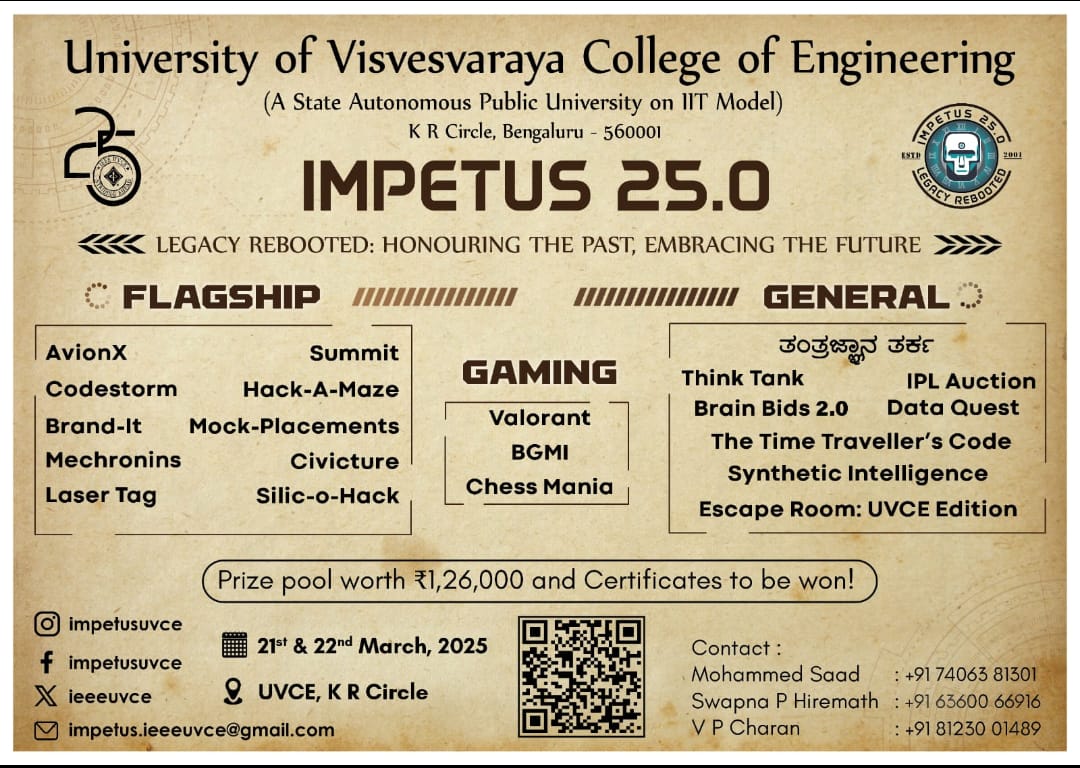 University of Visvesvaraya College of Engineering
(A State Autonomous Public University on IIT Model)
K R Circle, Bengaluru - 560001
25
IMPETUS 25.0
ESTD 2001
LEGACY REBOOTED
IMPETUS 25.0
LEGACY REBOOTED: HONOURING THE PAST, EMBRACING THE FUTURE
FLAGSHIP
AvionX Summit
Codestorm Hack-A-Maze
Brand-It Mock-Placements
Mechronins Civicture
Laser Tag Silic-o-Hack
GAMING
Valorant
BGMI
Chess Mania
GENERAL
ತಂತ್ರಜ್ಞಾನ ತರ್ಕ
Think Tank IPL Auction
Brain Bids 2.0 Data Quest
The Time Traveller's Code
Synthetic Intelligence
Escape Room: UVCE Edition
Prize pool worth ₹1,26,000 and Certificates to be won!
impetusuvce
impetusuvce
ieeeuvce
impetus.ieeeuvce@gmail.com
21st & 22nd March, 2025
UVCE, K R Circle
Contact :
Mohammed Saad : +91 74063 81301
Swapna P Hiremath : +91 63600 66916
V P Charan : +91 81230 01489